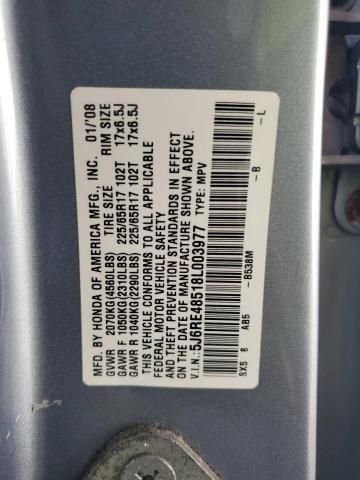 MFD. BY HONDA OF AMERICA MFG., INC. 01/'08
GVWR 2070KG(4560LBS) TIRE SIZE RIM SIZE
GAWR F 1050KG(2310LBS) 225/65R17 102T 17x6.5J
GAWR R 1040KG(2290LBS) 225/65R17 102T 17x6.5J
THIS VEHICLE CONFORMS TO ALL APPLICABLE
FEDERAL MOTOR VEHICLE SAFETY
AND THEFT PREVENTION STANDARDS IN EFFECT
ON THE DATE OF MANUFACTURE SHOWN ABOVE.
V.I.N.: 5J6RE48518L003977 TYPE: MPV
SXS 8 AB5 - B538M - B - L